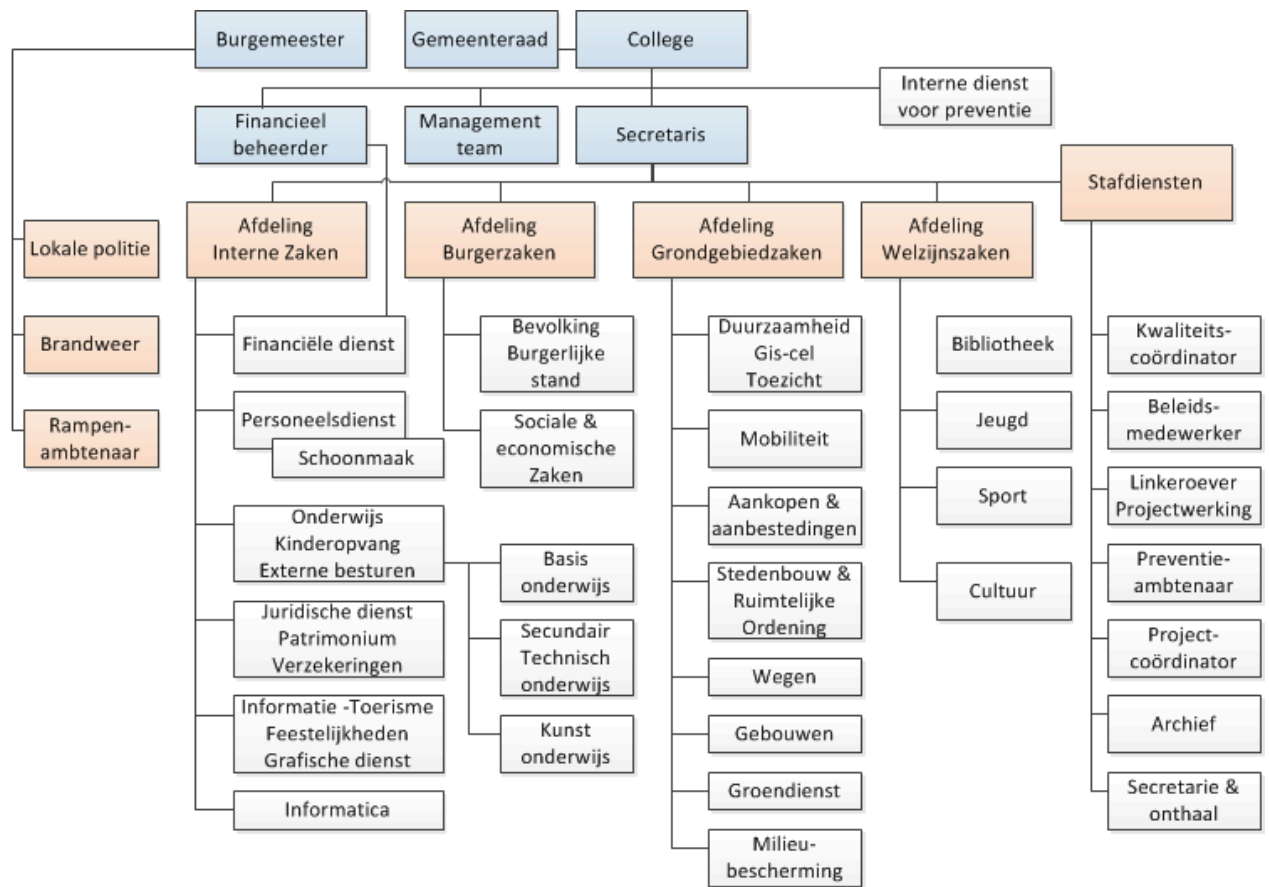 Burgemeester
Gemeenteraad
College
Interne dienst
voor preventie
Financieel
beheerder
Management
team
Secretaris
Stafdiensten
Lokale politie
Brandweer
Rampen-
ambtenaar
Afdeling
Interne Zaken
Financiële dienst
Personeelsdienst
Schoonmaak
Onderwijs
Kinderopvang
Externe besturen
Basis
onderwijs
Secundair
Technisch
onderwijs
Kunst
onderwijs
Juridische dienst
Patrimonium
Verzekeringen
Informatie -Toerisme
Feestelijkheden
Grafische dienst
Informatica
Afdeling
Burgerzaken
Bevolking
Burgerlijke
stand
Sociale &
economische
Zaken
Afdeling
Grondgebiedzaken
Duurzaamheid
Gis-cel
Toezicht
Mobiliteit
Aankopen &
aanbestedingen
Stedenbouw &
Ruimtelijke
Ordening
Wegen
Gebouwen
Groendienst
Milieu-
bescherming
Afdeling
Welzijnszaken
Bibliotheek
Jeugd
Sport
Cultuur
Kwaliteits-
coördinator
Beleids-
medewerker
Linkeroever
Projectwerking
Preventie-
ambtenaar
Project-
coördinator
Archief
Secretarie &
onthaal